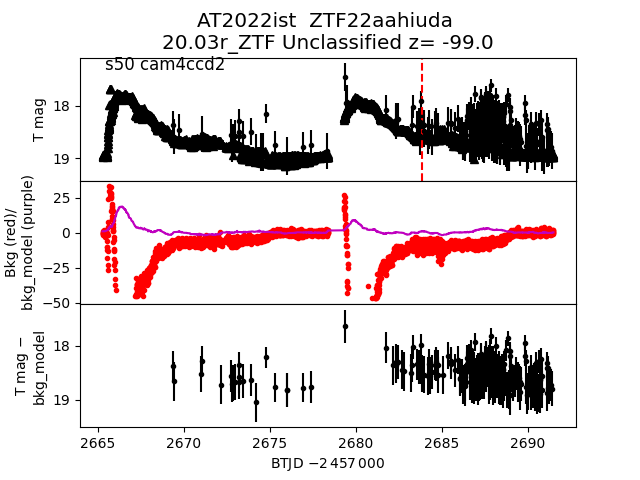 AT2022ist ZTF22aahiuda
20.03r_ZTF Unclassified z= -99.0
s50 cam4ccd2
T mag
18
19
Bkg (red)/
bkg_model (purple)
25
0
−25
−50
T mag −
bkg_model
18
19
2665 2670 2675 2680 2685 2690
BTJD −2 457 000